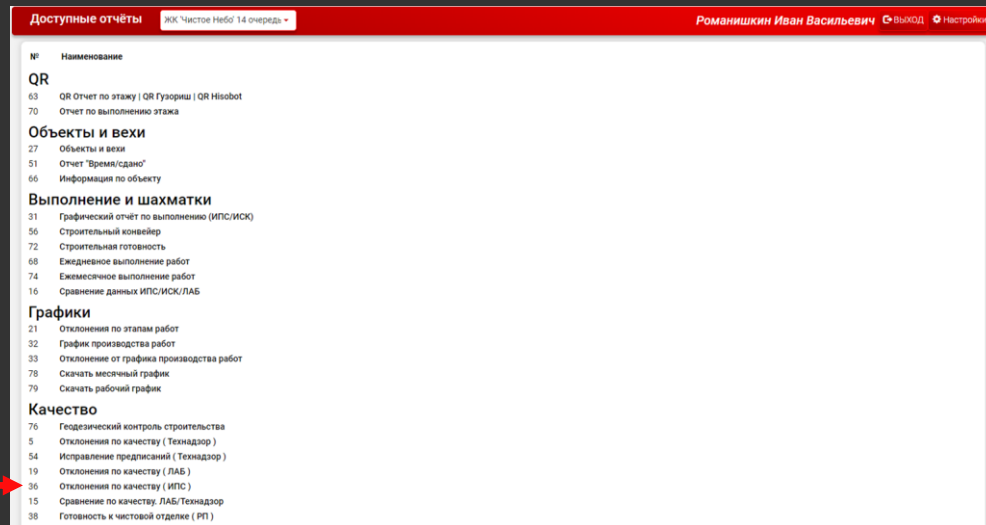 Доступные отчёты ЖК 'Чистое Небо' 14 очередь Романишкин Иван Васильевич ВЫХОД Настройки
№ Наименование
QR
63 QR Отчет по этажу | QR Гузориш | QR Hisobot
70 Отчет по выполнению этажа
Объекты и вехи
27 Объекты и вехи
51 Отчет "Время/сдано"
66 Информация по объекту
Выполнение и шахматки
31 Графический отчёт по выполнению (ИПС/ИСК)
56 Строительный конвейер
72 Строительная готовность
68 Ежедневное выполнение работ
74 Ежемесячное выполнение работ
16 Сравнение данных ИПС/ИСК/ЛАБ
Графики
21 Отклонения по этапам работ
32 График производства работ
33 Отклонение от графика производства работ
78 Скачать месячный график
79 Скачать рабочий график
Качество
76 Геодезический контроль строительства
5 Отклонения по качеству ( Технадзор )
54 Исправление предписаний ( Технадзор )
19 Отклонения по качеству ( ЛАБ )
36 Отклонения по качеству ( ИПС )
15 Сравнение по качеству. ЛАБ/Технадзор
38 Готовность к чистовой отделке ( РП )